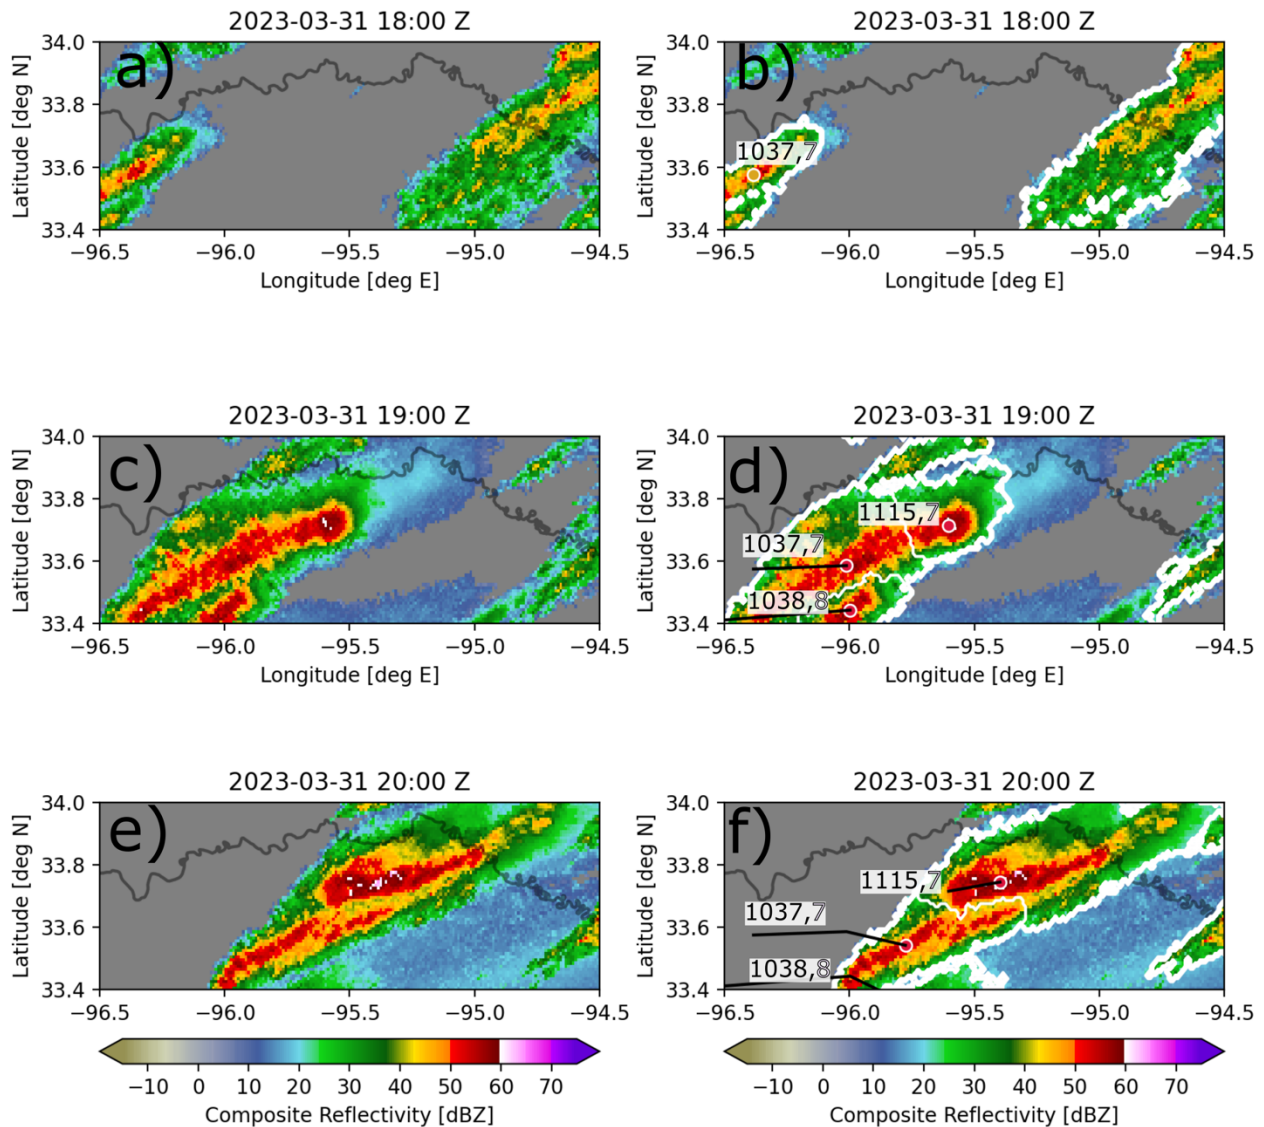 2023-03-31 18:00 Z
2023-03-31 18:00 Z
a)
b)
34.0
33.8
33.6
33.4
Latitude [deg N]
−96.5 −96.0 −95.5 −95.0 −94.5
Longitude [deg E]
34.0
33.8
33.6
33.4
Latitude [deg N]
1037,7
−96.5 −96.0 −95.5 −95.0 −94.5
Longitude [deg E]
2023-03-31 19:00 Z
2023-03-31 19:00 Z
c)
d)
34.0
33.8
33.6
33.4
Latitude [deg N]
−96.5 −96.0 −95.5 −95.0 −94.5
Longitude [deg E]
34.0
33.8
33.6
33.4
Latitude [deg N]
1115,7
1037,7
1038,8
−96.5 −96.0 −95.5 −95.0 −94.5
Longitude [deg E]
2023-03-31 20:00 Z
2023-03-31 20:00 Z
e)
f)
34.0
33.8
33.6
33.4
Latitude [deg N]
−96.5 −96.0 −95.5 −95.0 −94.5
34.0
33.8
33.6
33.4
Latitude [deg N]
1115,7
1037,7
1038,8
−96.5 −96.0 −95.5 −95.0 −94.5
−10 0 10 20 30 40 50 60 70
Composite Reflectivity [dBZ]
−10 0 10 20 30 40 50 60 70
Composite Reflectivity [dBZ]